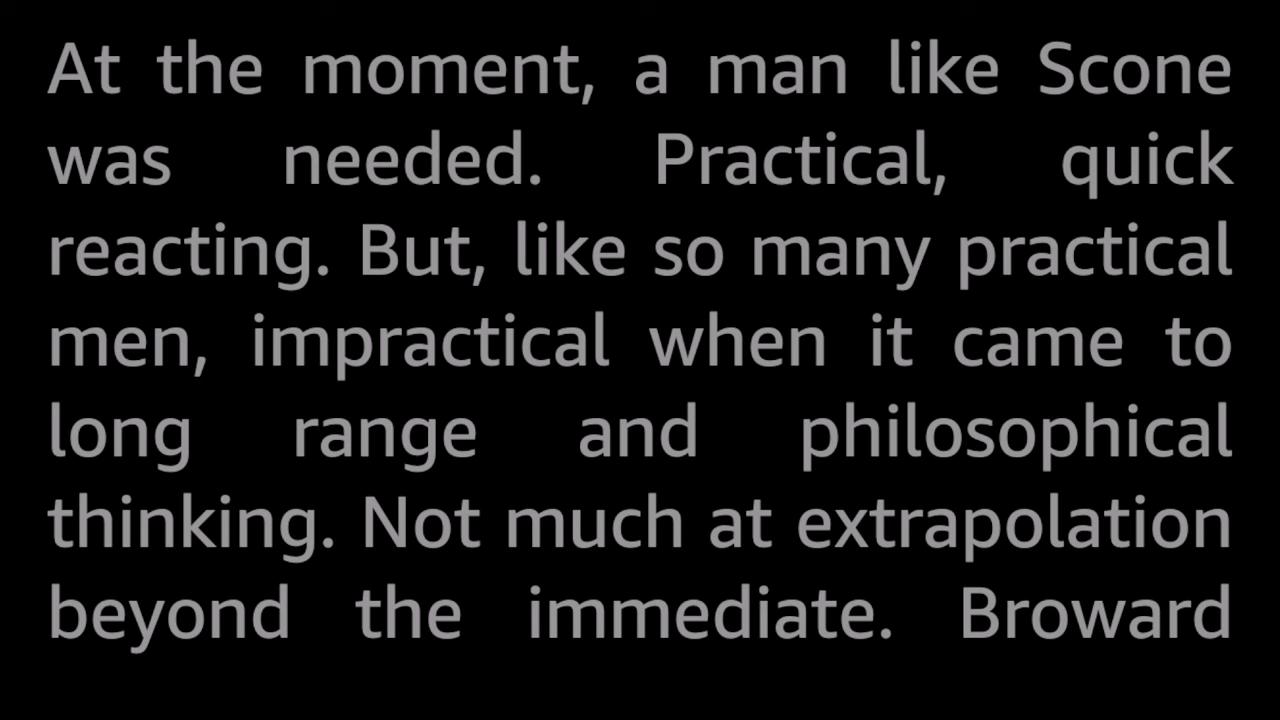 At the moment, a man like Scone
was needed. Practical, quick
reacting. But, like so many practical
men, impractical when it came to
long range and philosophical
thinking. Not much at extrapolation
beyond the immediate. Broward